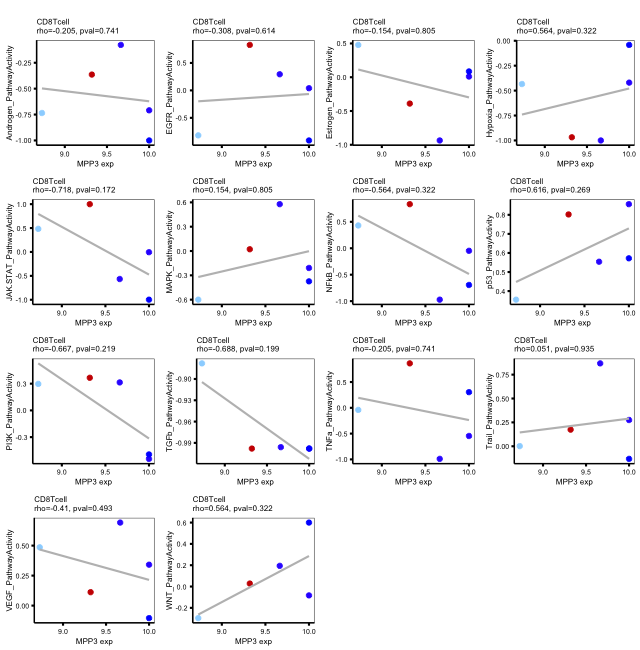 CD8Tcell
rho=-0.205, pval=0.741
Androgen_PathwayActivity
-0.25
-0.50
-0.75
-1.00
9.0
9.5
10.0
MPP3 exp
CD8Tcell
rho=-0.308, pval=0.614
EGFR_PathwayActivity
0.5
0.0
-0.5
9.0
9.5
10.0
MPP3 exp
CD8Tcell
rho=-0.154, pval=0.805
Estrogen_PathwayActivity
0.5
0.0
-0.5
-1.0
9.0
9.5
10.0
MPP3 exp
CD8Tcell
rho=0.564, pval=0.322
Hypoxia_PathwayActivity
0.00
-0.25
-0.50
-0.75
-1.00
9.0
9.5
10.0
MPP3 exp
CD8Tcell
rho=-0.718, pval=0.172
JAK.STAT_PathwayActivity
1.0
0.5
0.0
-0.5
-1.0
9.0
9.5
10.0
MPP3 exp
CD8Tcell
rho=0.154, pval=0.805
MAPK_PathwayActivity
0.6
0.3
0.0
-0.3
-0.6
9.0
9.5
10.0
MPP3 exp
CD8Tcell
rho=-0.564, pval=0.322
NFkB_PathwayActivity
0.5
0.0
-0.5
-1.0
9.0
9.5
10.0
MPP3 exp
CD8Tcell
rho=0.616, pval=0.269
p53_PathwayActivity
0.8
0.7
0.6
0.5
0.4
9.0
9.5
10.0
MPP3 exp
CD8Tcell
rho=-0.667, pval=0.219
PI3K_PathwayActivity
0.3
0.0
-0.3
9.0
9.5
10.0
MPP3 exp
CD8Tcell
rho=-0.688, pval=0.199
TGFb_PathwayActivity
-0.90
-0.93
-0.96
-0.99
9.0
9.5
10.0
MPP3 exp
CD8Tcell
rho=-0.205, pval=0.741
TNFa_PathwayActivity
0.5
0.0
-0.5
-1.0
9.0
9.5
10.0
MPP3 exp
CD8Tcell
rho=0.051, pval=0.935
Trail_PathwayActivity
0.75
0.50
0.25
0.00
9.0
9.5
10.0
MPP3 exp
CD8Tcell
rho=-0.41, pval=0.493
VEGF_PathwayActivity
0.50
0.25
0.00
9.0
9.5
10.0
MPP3 exp
CD8Tcell
rho=0.564, pval=0.322
WNT_PathwayActivity
0.6
0.4
0.2
0.0
-0.2
9.0
9.5
10.0
MPP3 exp